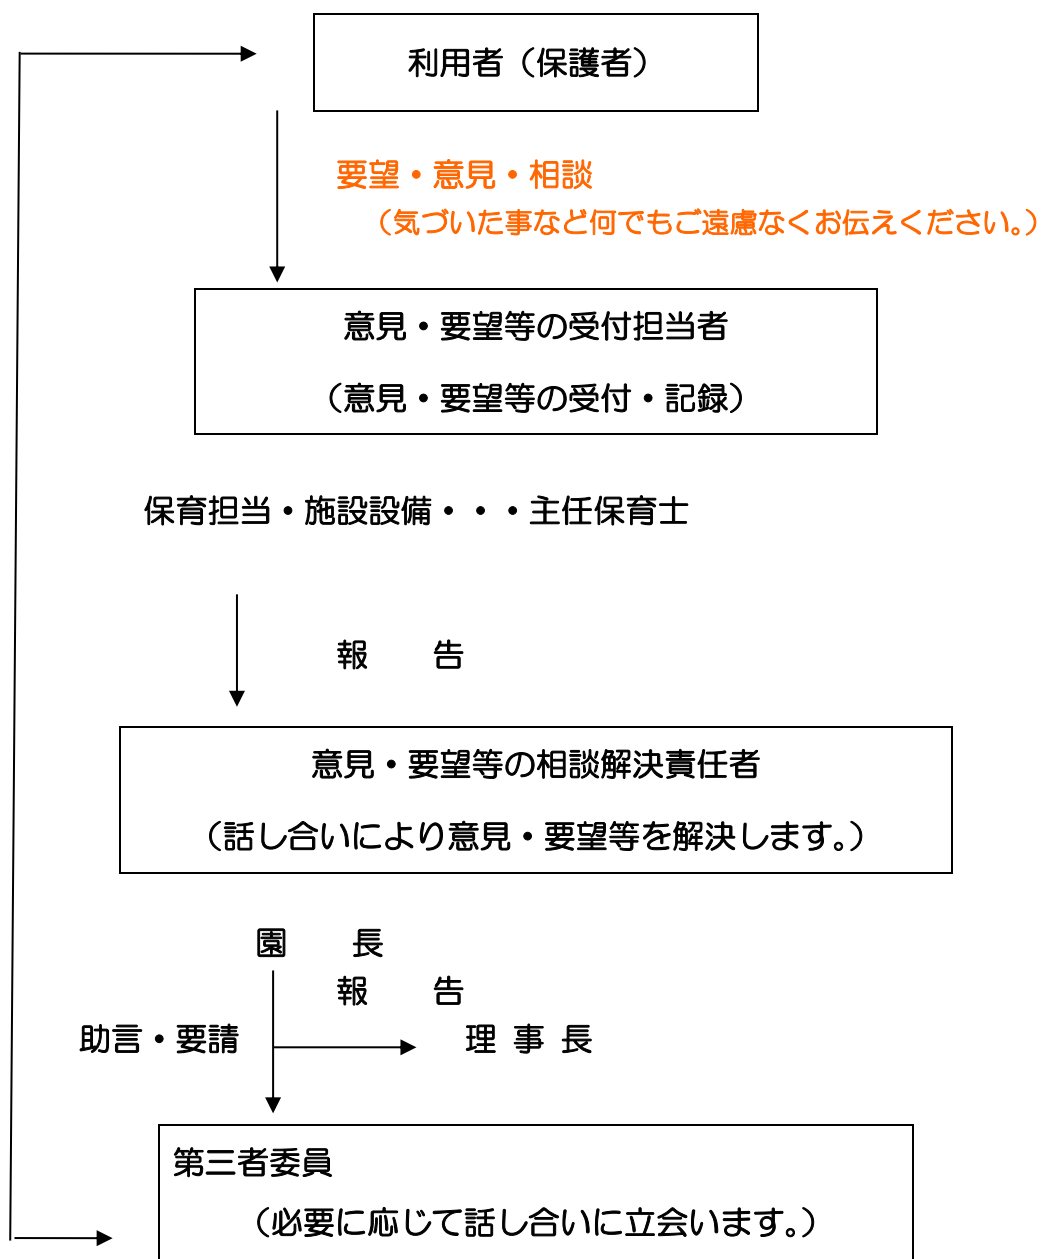 利用者（保護者）
要望・意見・相談
（気づいた事など何でもご遠慮なくお伝えください。）
意見・要望等の受付担当者
（意見・要望等の受付・記録）
保育担当・施設設備・・・主任保育士
報　　告
意見・要望等の相談解決責任者
（話し合いにより意見・要望等を解決します。）
園　　長
報　　告
助言・要請
理 事 長
第三者委員
（必要に応じて話し合いに立会います。）